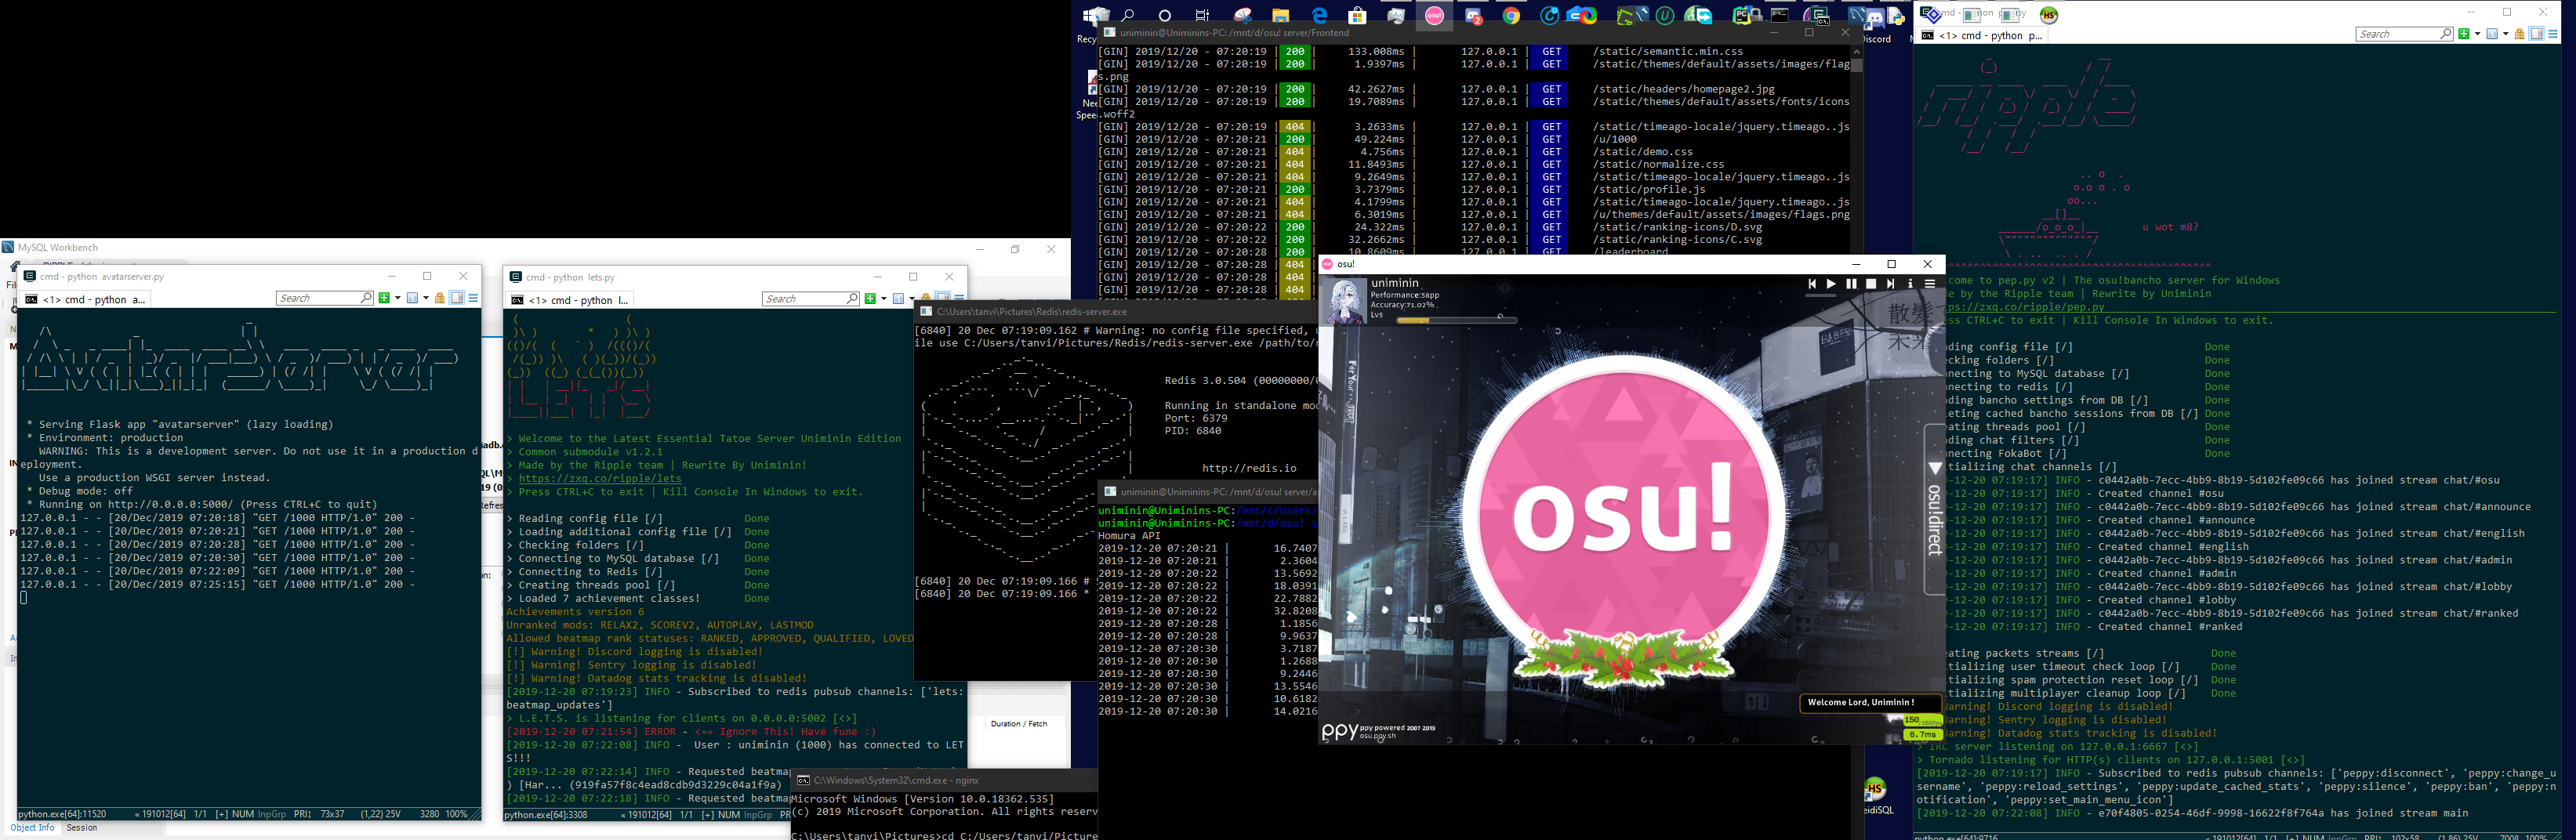 MySQL Workbench
cmd - python  avatarserver.py
<1> cmd - python  a...
Search
* Serving Flask app "avatarserver" (lazy loading)
* Environment: production
WARNING: This is a development server. Do not use it in a production d
eployment.
Use a production WSGI server instead.
* Debug mode: off
* Running on http://0.0.0.0:5000/ (Press CTRL+C to quit)
127.0.0.1 - - [20/Dec/2019 07:20:18] "GET /1000 HTTP/1.0" 200 -
127.0.0.1 - - [20/Dec/2019 07:20:21] "GET /1000 HTTP/1.0" 200 -
127.0.0.1 - - [20/Dec/2019 07:20:28] "GET /1000 HTTP/1.0" 200 -
127.0.0.1 - - [20/Dec/2019 07:20:30] "GET /1000 HTTP/1.0" 200 -
127.0.0.1 - - [20/Dec/2019 07:22:09] "GET /1000 HTTP/1.0" 200 -
127.0.0.1 - - [20/Dec/2019 07:25:15] "GET /1000 HTTP/1.0" 200 -
python.exe[64]:11520
« 191012[64] 1/1 [+] NUM InpGrp PRI↕ 73x37 (1,22) 25V 3280 100%
Object Info Session
cmd - python  lets.py
<1> cmd - python  l...
Search
> Welcome to the Latest Essential Tatoe Server Uniminin Edition
> Common submodule v1.2.1
> Made by the Ripple team | Rewrite By Uniminin!
> https://zxq.co/ripple/lets
> Press CTRL+C to exit | Kill Console In Windows to exit.
> Reading config file [/] Done
> Loading additional config file [/] Done
> Checking folders [/] Done
> Connecting to MySQL database [/] Done
> Connecting to Redis [/] Done
> Creating threads pool [/] Done
> Loaded 7 achievement classes! Done
Achievements version 6
Unranked mods: RELAX2, SCOREV2, AUTOPLAY, LASTMOD
Allowed beatmap rank statuses: RANKED, APPROVED, QUALIFIED, LOVED
[!] Warning! Discord logging is disabled!
[!] Warning! Sentry logging is disabled!
[!] Warning! Datadog stats tracking is disabled!
[2019-12-20 07:19:23] INFO - Subscribed to redis pubsub channels: ['lets:
beatmap_updates']
> L.E.T.S. is listening for clients on 0.0.0.0:5002 [<>]
[2019-12-20 07:21:54] ERROR - <== Ignore This! Have fune :)
[2019-12-20 07:22:08] INFO -  User : uniminin (1000) has connected to LET
S!!!
[2019-12-20 07:22:14] INFO - Requested beatmap
) [Har... (919fa57f8c4ead8cdb9d3229c04a1f9a)
[2019-12-20 07:22:18] INFO - Requested beatmap
python.exe[64]:3308
« 191012[64] 1/1 [+] NUM
Duration / Fetch
C:\Users\tanvi\Pictures\Redis\redis-server.exe
[6840] 20 Dec 07:19:09.162 # Warning: no config file specified,
ile use C:/Users/tanvi/Pictures/Redis/redis-server.exe /path/to/
Redis 3.0.504 (00000000/
Running in standalone
Port: 6379
PID: 6840
http://redis.io
[6840] 20 Dec 07:19:09.166 #
[6840] 20 Dec 07:19:09.166 *
C:\Windows\System32\cmd.exe - nginx
Microsoft Windows [Version 10.0.18362.535]
(c) 2019 Microsoft Corporation. All rights
C:\Users\tanvi\Pictures>cd C:/Users/tanvi/
uniminin@Uniminins-PC: /mnt/d/osu! server/Frontend
[GIN] 2019/12/20 - 07:20:19 | 200 | 133.008ms | 127.0.0.1 | GET /static/semantic.min.css
[GIN] 2019/12/20 - 07:20:19 | 200 | 1.9397ms | 127.0.0.1 | GET /static/themes/default/assets/images/flag
s.png
[GIN] 2019/12/20 - 07:20:19 | 200 | 42.2627ms | 127.0.0.1 | GET /static/headers/homepage2.jpg
[GIN] 2019/12/20 - 07:20:19 | 200 | 19.7089ms | 127.0.0.1 | GET /static/themes/default/assets/fonts/icons
.woff2
[GIN] 2019/12/20 - 07:20:19 | 404 | 3.2633ms | 127.0.0.1 | GET /static/timeago-locale/jquery.timeago..js
[GIN] 2019/12/20 - 07:20:21 | 200 | 49.224ms | 127.0.0.1 | GET /u/1000
[GIN] 2019/12/20 - 07:20:21 | 404 | 4.756ms | 127.0.0.1 | GET /static/demo.css
[GIN] 2019/12/20 - 07:20:21 | 404 | 11.8493ms | 127.0.0.1 | GET /static/normalize.css
[GIN] 2019/12/20 - 07:20:21 | 404 | 9.2649ms | 127.0.0.1 | GET /static/timeago-locale/jquery.timeago..js
[GIN] 2019/12/20 - 07:20:21 | 200 | 3.7379ms | 127.0.0.1 | GET /static/profile.js
[GIN] 2019/12/20 - 07:20:21 | 404 | 4.1799ms | 127.0.0.1 | GET /static/timeago-locale/jquery.timeago..js
[GIN] 2019/12/20 - 07:20:21 | 404 | 6.3019ms | 127.0.0.1 | GET /u/themes/default/assets/images/flags.png
[GIN] 2019/12/20 - 07:20:22 | 200 | 24.322ms | 127.0.0.1 | GET /static/ranking-icons/D.svg
[GIN] 2019/12/20 - 07:20:22 | 200 | 32.2662ms | 127.0.0.1 | GET /static/ranking-icons/C.svg
[GIN] 2019/12/20 - 07:20:28 | 200 | 10.8609ms | 127.0.0.1 | GET /leaderboard
[GIN] 2019/12/20 - 07:20:28 | 404
[GIN] 2019/12/20 - 07:20:28 | 404
[GIN] 2019/12/20 - 07:20:28 | 404
uniminin@Uniminins-PC: /mnt/d/osu! server/
uniminin@Uniminins-PC:/mnt/c/Users/
uniminin@Uniminins-PC:/mnt/d/osu!
Homura API
2019-12-20 07:20:21 | 16.7407
2019-12-20 07:20:21 | 2.3604
2019-12-20 07:20:22 | 13.5692
2019-12-20 07:20:22 | 18.0391
2019-12-20 07:20:22 | 22.7882
2019-12-20 07:20:22 | 32.8208
2019-12-20 07:20:28 | 1.1856
2019-12-20 07:20:28 | 9.9637
2019-12-20 07:20:30 | 3.7187
2019-12-20 07:20:30 | 1.2688
2019-12-20 07:20:30 | 9.2446
2019-12-20 07:20:30 | 13.5546
2019-12-20 07:20:30 | 10.6182
2019-12-20 07:20:30 | 14.0216
osu!
uniminin
Performance:58pp
Accuracy:71.02%
Lv5
osu!
osu!direct
Welcome Lord, Uniminin !
ppy powered 2007 2019
osu.ppy.sh
150
6.7ms
<1> cmd - python  p...
Search
u wot m8?
come to pep.py v2 | The osu!bancho server for Windows
de by the Ripple team | Rewrite by Uniminin
tps://zxq.co/ripple/pep.py
ess CTRL+C to exit | Kill Console In Windows to exit.
ding config file [/] Done
ecking folders [/] Done
nnecting to MySQL database [/] Done
nnecting to redis [/] Done
ading bancho settings from DB [/] Done
leting cached bancho sessions from DB [/] Done
eating threads pool [/] Done
ading chat filters [/] Done
nnecting FokaBot [/] Done
itializing chat channels [/]
-12-20 07:19:17] INFO - c0442a0b-7ecc-4bb9-8b19-5d102fe09c66 has joined stream chat/#osu
-12-20 07:19:17] INFO - Created channel #osu
-12-20 07:19:17] INFO - c0442a0b-7ecc-4bb9-8b19-5d102fe09c66 has joined stream chat/#announce
-12-20 07:19:17] INFO - Created channel #announce
-12-20 07:19:17] INFO - c0442a0b-7ecc-4bb9-8b19-5d102fe09c66 has joined stream chat/#english
-12-20 07:19:17] INFO - Created channel #english
-12-20 07:19:17] INFO - c0442a0b-7ecc-4bb9-8b19-5d102fe09c66 has joined stream chat/#admin
-12-20 07:19:17] INFO - Created channel #admin
-12-20 07:19:17] INFO - c0442a0b-7ecc-4bb9-8b19-5d102fe09c66 has joined stream chat/#lobby
-12-20 07:19:17] INFO - Created channel #lobby
-12-20 07:19:17] INFO - c0442a0b-7ecc-4bb9-8b19-5d102fe09c66 has joined stream chat/#ranked
-12-20 07:19:17] INFO - Created channel #ranked
eating packets streams [/] Done
itializing user timeout check loop [/] Done
itializing spam protection reset loop [/] Done
itializing multiplayer cleanup loop [/] Done
Warning! Discord logging is disabled!
Warning! Sentry logging is disabled!
Warning! Datadog stats tracking is disabled!
> IRC server listening on 127.0.0.1:6667 [<>]
> Tornado listening for HTTP(s) clients on 127.0.0.1:5001 [<>]
[2019-12-20 07:19:17] INFO - Subscribed to redis pubsub channels: ['peppy:disconnect', 'peppy:change_u
sername', 'peppy:reload_settings', 'peppy:update_cached_stats', 'peppy:silence', 'peppy:ban', 'peppy:no
tification', 'peppy:set_main_menu_icon']
[2019-12-20 07:22:08] INFO - e70f4805-0254-46df-9998-16622f8f764a has joined stream main